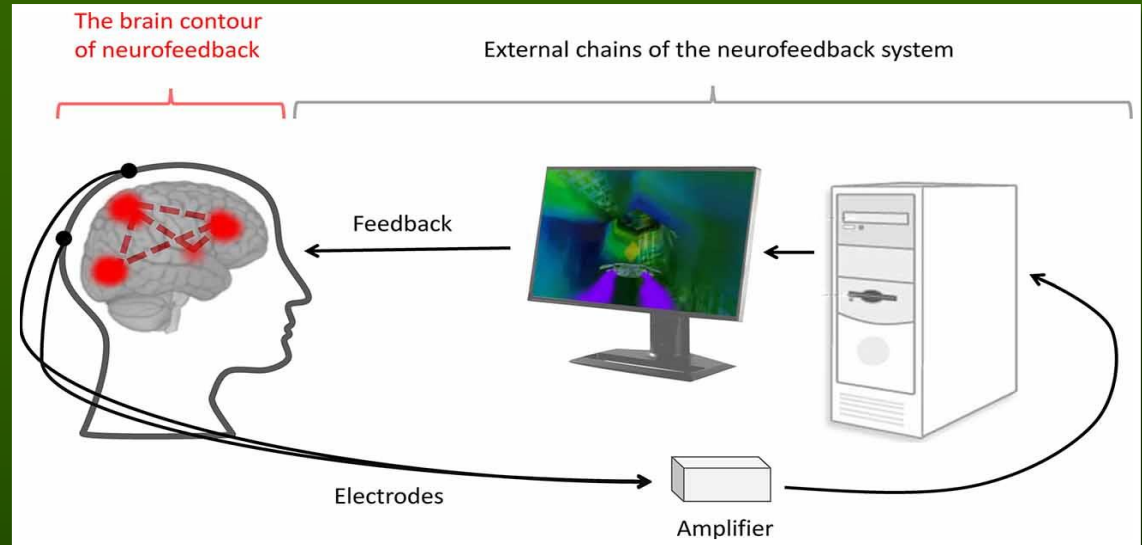 The brain contour
of neurofeedback
External chains of the neurofeedback system
Feedback
Electrodes
Amplifier